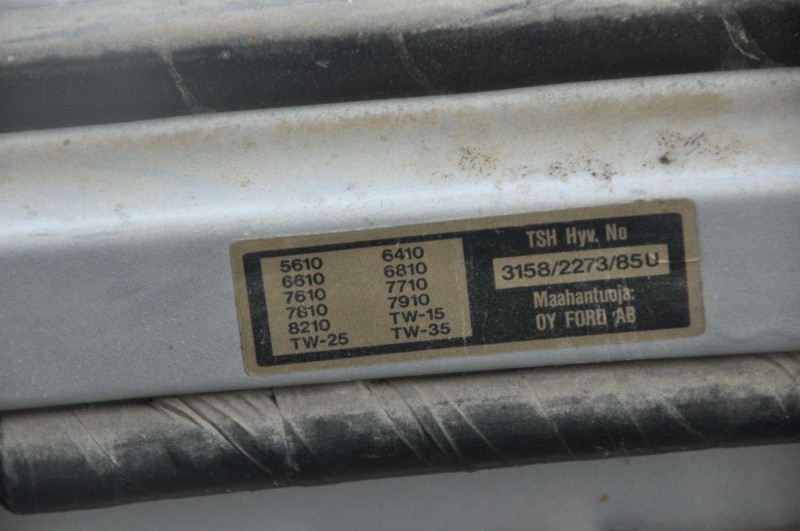 5610 6410
6610 6810
7610 7710
7810 7910
8210 TW-15
TW-25 TW-35
TSH Hyv. No
3158/2273/85U
Maahantuoja:
OY FORD AB